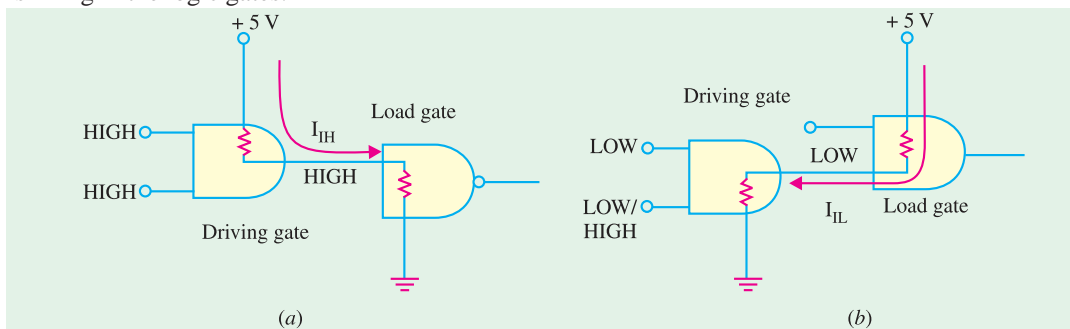 + 5 V
HIGH
HIGH
I_IH
Load gate
HIGH
Driving gate
(a)
+ 5 V
Driving gate
LOW
LOW
LOW/
HIGH
I_IL
Load gate
(b)